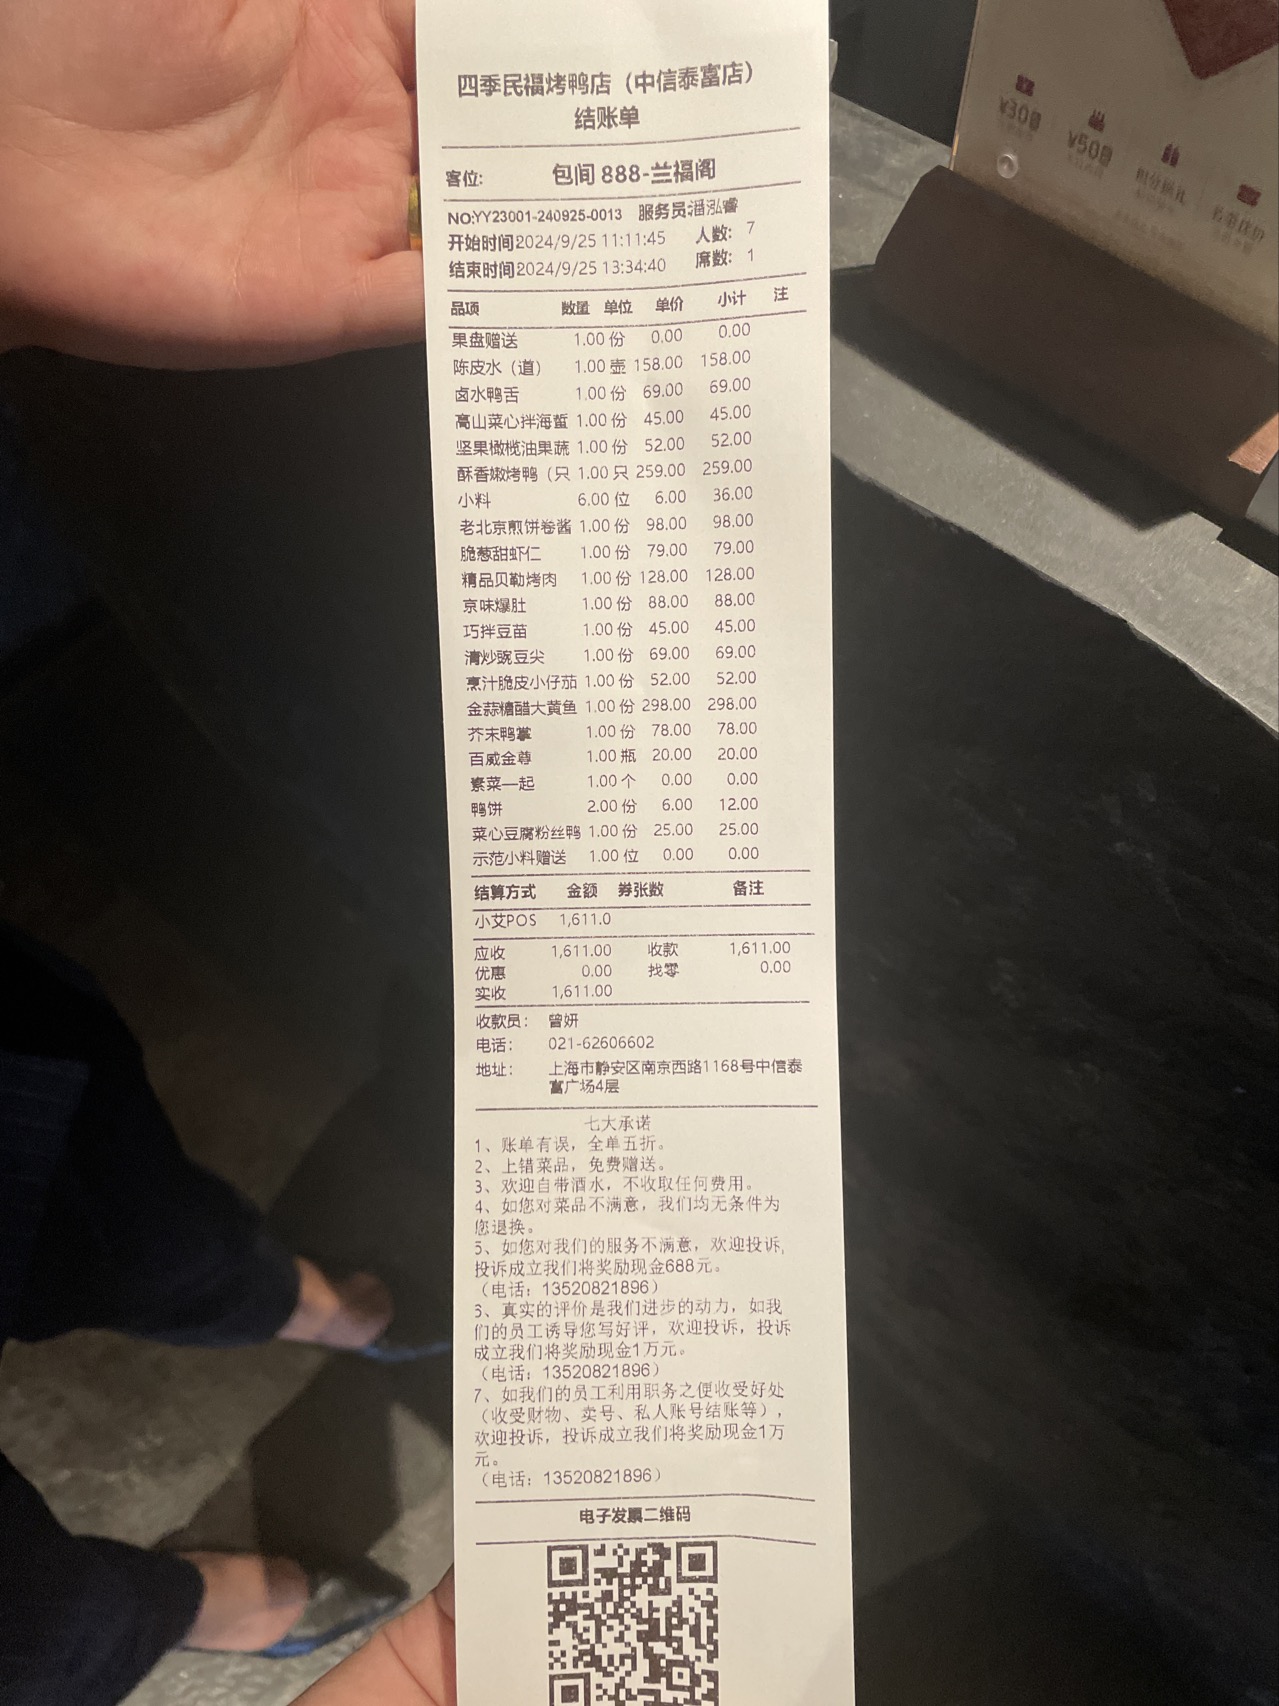 四季民福烤鸭店（中信泰富店）
结账单
客位: 包间 888-兰福阁
NO:YY23001-240925-0013 服务员:潘泓睿
开始时间2024/9/25 11:11:45 人数: 7
结束时间2024/9/25 13:34:40 席数: 1
品项 数量 单位 单价 小计 注
果盘赠送 1.00 份 0.00 0.00
陈皮水（道） 1.00 壶 158.00 158.00
卤水鸭舌 1.00 份 69.00 69.00
高山菜心拌海蜇 1.00 份 45.00 45.00
坚果橄榄油果蔬 1.00 份 52.00 52.00
酥香嫩烤鸭（只 1.00 只 259.00 259.00
小料 6.00 位 6.00 36.00
老北京煎饼卷酱 1.00 份 98.00 98.00
脆葱甜虾仁 1.00 份 79.00 79.00
精品贝勒烤肉 1.00 份 128.00 128.00
京味爆肚 1.00 份 88.00 88.00
巧拌豆苗 1.00 份 45.00 45.00
清炒豌豆尖 1.00 份 69.00 69.00
烹汁脆皮小仔茄 1.00 份 52.00 52.00
金蒜糖醋大黄鱼 1.00 份 298.00 298.00
芥末鸭掌 1.00 份 78.00 78.00
百威金尊 1.00 瓶 20.00 20.00
素菜一起 1.00 个 0.00 0.00
鸭饼 2.00 份 6.00 12.00
菜心豆腐粉丝鸭 1.00 份 25.00 25.00
示范小料赠送 1.00 位 0.00 0.00
结算方式 金额 券张数 备注
小艾POS 1,611.0
应收 1,611.00 收款 1,611.00
优惠 0.00 找零 0.00
实收 1,611.00
收款员： 曾妍
电话： 021-62606602
地址： 上海市静安区南京西路1168号中信泰
富广场4层
七大承诺
1、账单有误，全单五折。
2、上错菜品，免费赠送。
3、欢迎自带酒水，不收取任何费用。
4、如您对菜品不满意，我们均无条件为
您退换。
5、如您对我们的服务不满意，欢迎投诉，
投诉成立我们将奖励现金688元。
（电话：13520821896）
6、真实的评价是我们进步的动力，如我
们的员工诱导您写好评，欢迎投诉，投诉
成立我们将奖励现金1万元。
（电话：13520821896）
7、如我们的员工利用职务之便收受好处
（收受财物、卖号、私人账号结账等），
欢迎投诉，投诉成立我们将奖励现金1万
元。
（电话：13520821896）
电子发票二维码
¥30
¥50